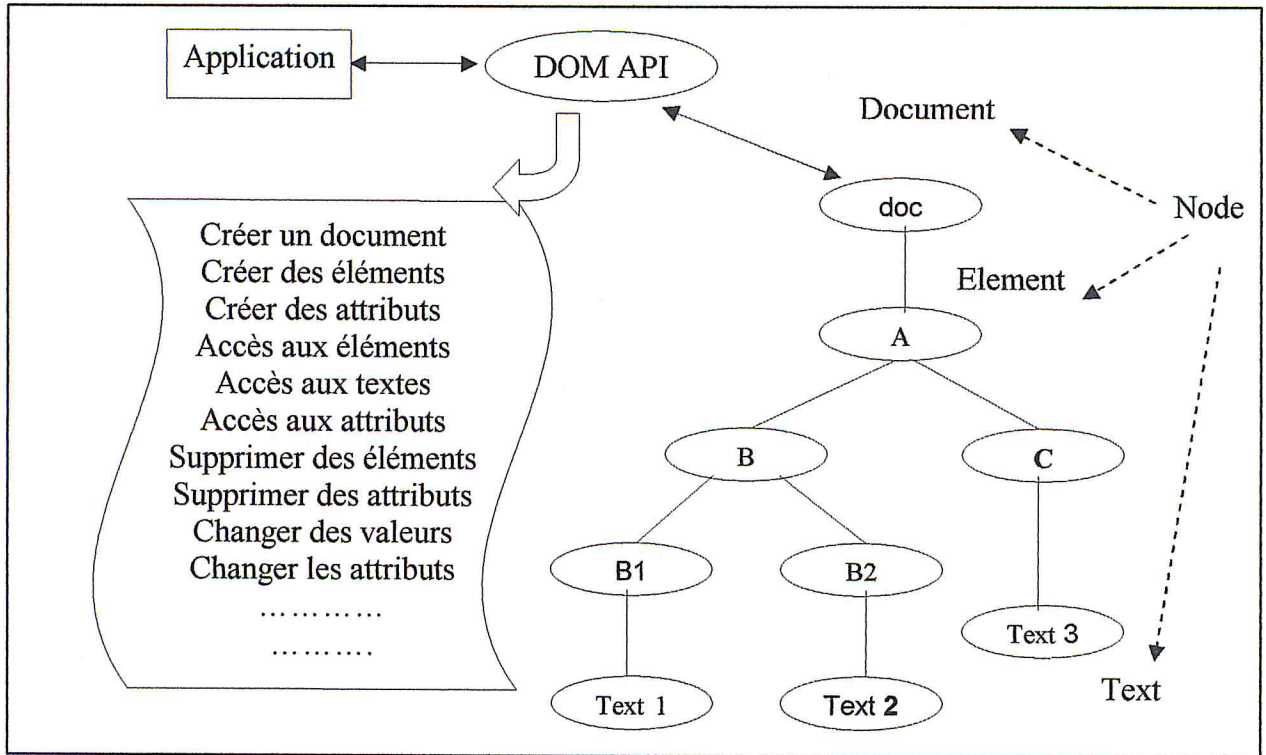 Application
DOM API
Document
doc
Node
Element
A
B
C
B1
B2
Text 3
Text 1
Text 2
Text
Créer un document
Créer des éléments
Créer des attributs
Accès aux éléments
Accès aux textes
Accès aux attributs
Supprimer des éléments
Supprimer des attributs
Changer des valeurs
Changer les attributs
…………
……….